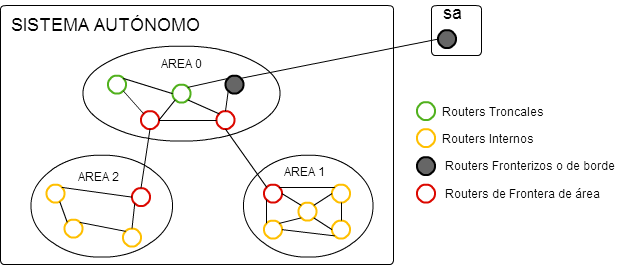 SISTEMA AUTÓNOMO
sa
AREA 0
AREA 2
AREA 1
Routers Troncales
Routers Internos
Routers Fronterizos o de borde
Routers de Frontera de área